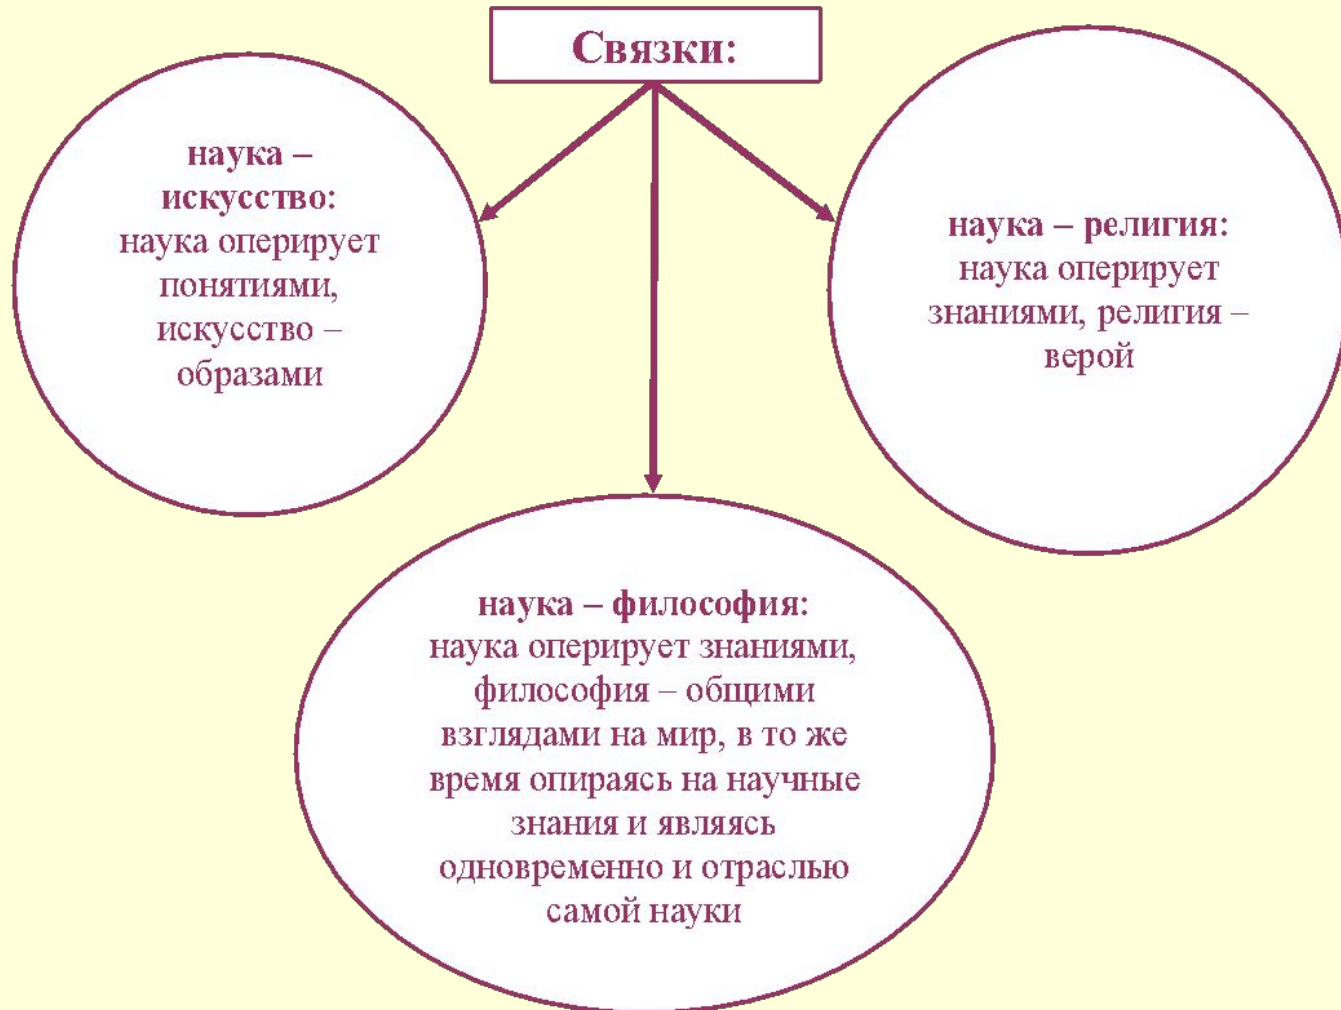 Связки:
наука –
искусство:
наука оперирует
понятиями,
искусство –
образами
наука – религия:
наука оперирует
знаниями, религия –
верой
наука – философия:
наука оперирует знаниями,
философия – общими
взглядами на мир, в то же
время опираясь на научные
знания и являясь
одновременно и отраслью
самой науки